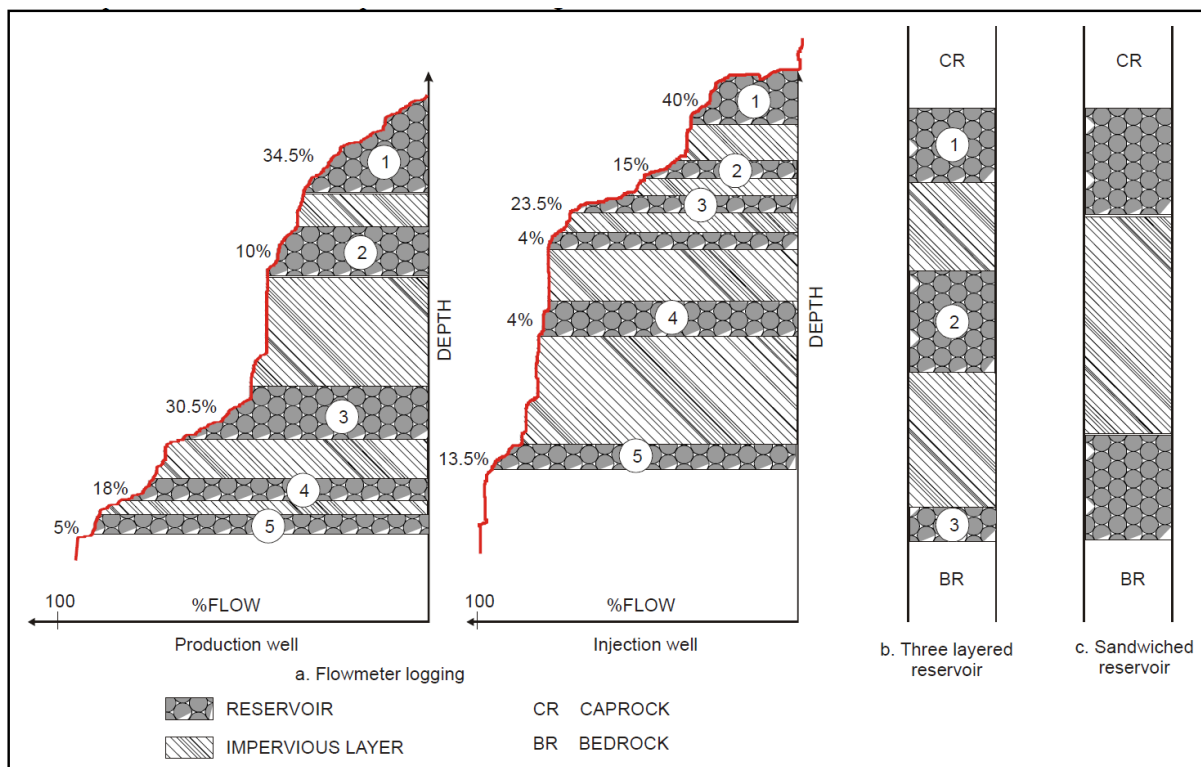 34.5%
1
10%
2
30.5%
3
18%
4
5%
5
DEPTH
100
%FLOW
Production well
40%
1
15%
2
23.5%
3
4%
4%
4
13.5%
5
DEPTH
100
%FLOW
Injection well
a. Flowmeter logging
CR
1
2
3
BR
b. Three layered
reservoir
CR
BR
c. Sandwiched
reservoir
RESERVOIR
CR CAPROCK
IMPERVIOUS LAYER
BR BEDROCK